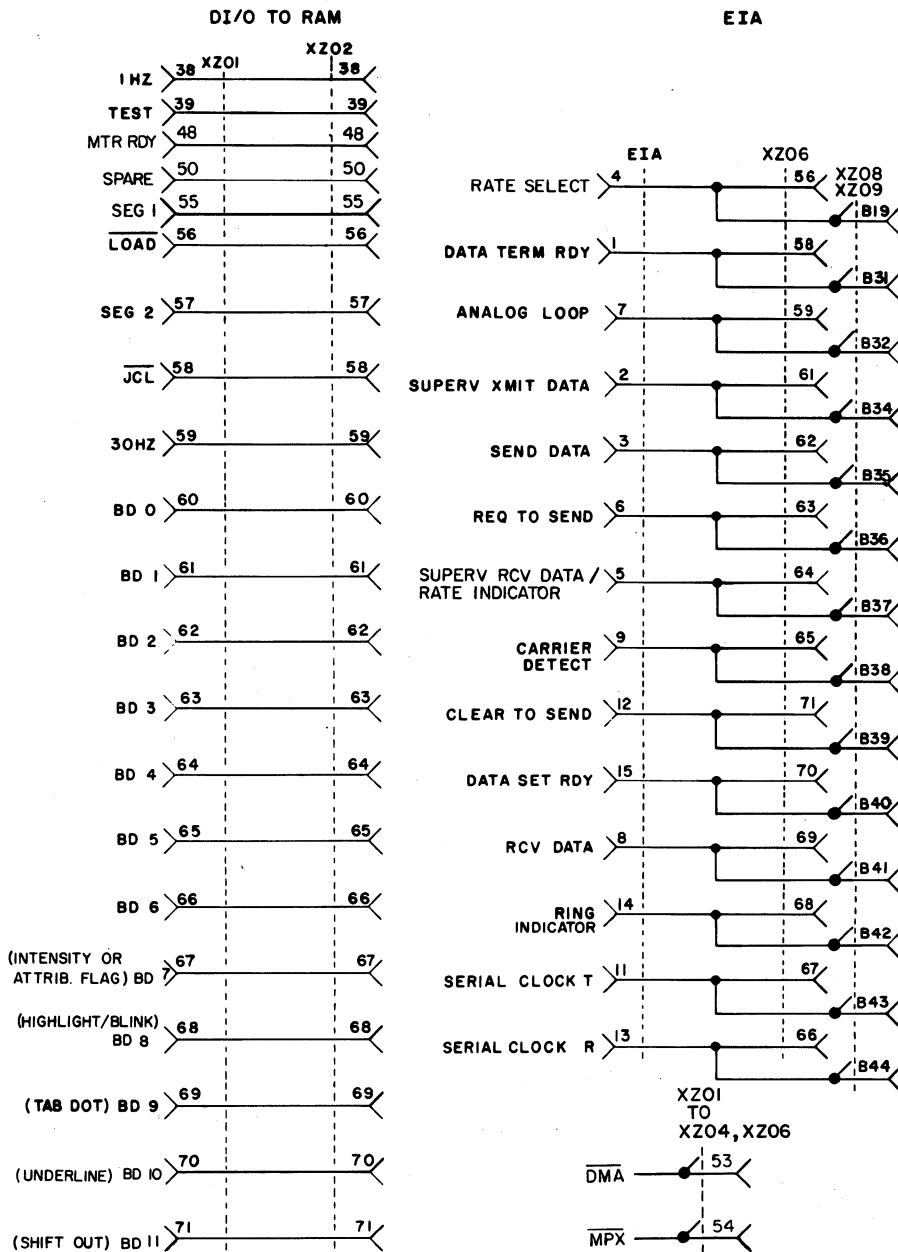 DI/O TO RAM
XZ01 XZ02
1 HZ 38 38
TEST 39 39
MTR RDY 48 48
SPARE 50 50
SEG 1 55 55
LOAD 56 56
SEG 2 57 57
JCL 58 58
30HZ 59 59
BD 0 60 60
BD 1 61 61
BD 2 62 62
BD 3 63 63
BD 4 64 64
BD 5 65 65
BD 6 66 66
(INTENSITY OR
ATTRIB. FLAG) BD 7 67 67
(HIGHLIGHT/BLINK)
BD 8 68 68
(TAB DOT) BD 9 69 69
(UNDERLINE) BD 10 70 70
(SHIFT OUT) BD 11 71 71
EIA
EIA XZ06 XZ08
XZ09
RATE SELECT 4 56 B19
DATA TERM RDY 1 58 B31
ANALOG LOOP 7 59 B32
SUPERV XMIT DATA 2 61 B34
SEND DATA 3 62 B35
REQ TO SEND 6 63 B36
SUPERV RCV DATA / 5 64
RATE INDICATOR B37
CARRIER 9 65
DETECT B38
CLEAR TO SEND 12 71 B39
DATA SET RDY 15 70 B40
RCV DATA 8 69 B41
RING 14 68
INDICATOR B42
SERIAL CLOCK T 11 67 B43
SERIAL CLOCK R 13 66 B44
XZ01
TO
XZ04, XZ06
DMA 53
MPX 54